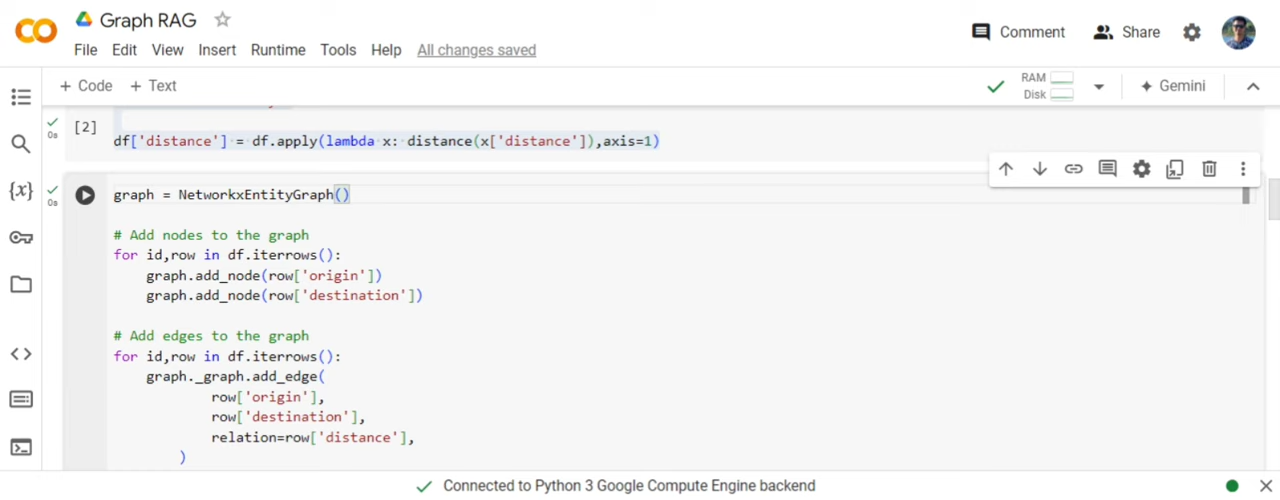 Graph RAG
File Edit View Insert Runtime Tools Help All changes saved
Comment Share
+ Code + Text
RAM
Disk
Gemini
0s
[2]
df['distance'] = df.apply(lambda x: distance(x['distance']),axis=1)
0s
graph = NetworkxEntityGraph()
# Add nodes to the graph
for id,row in df.iterrows():
    graph.add_node(row['origin'])
    graph.add_node(row['destination'])
# Add edges to the graph
for id,row in df.iterrows():
    graph._graph.add_edge(
            row['origin'],
            row['destination'],
            relation=row['distance'],
        )
{x}
Connected to Python 3 Google Compute Engine backend